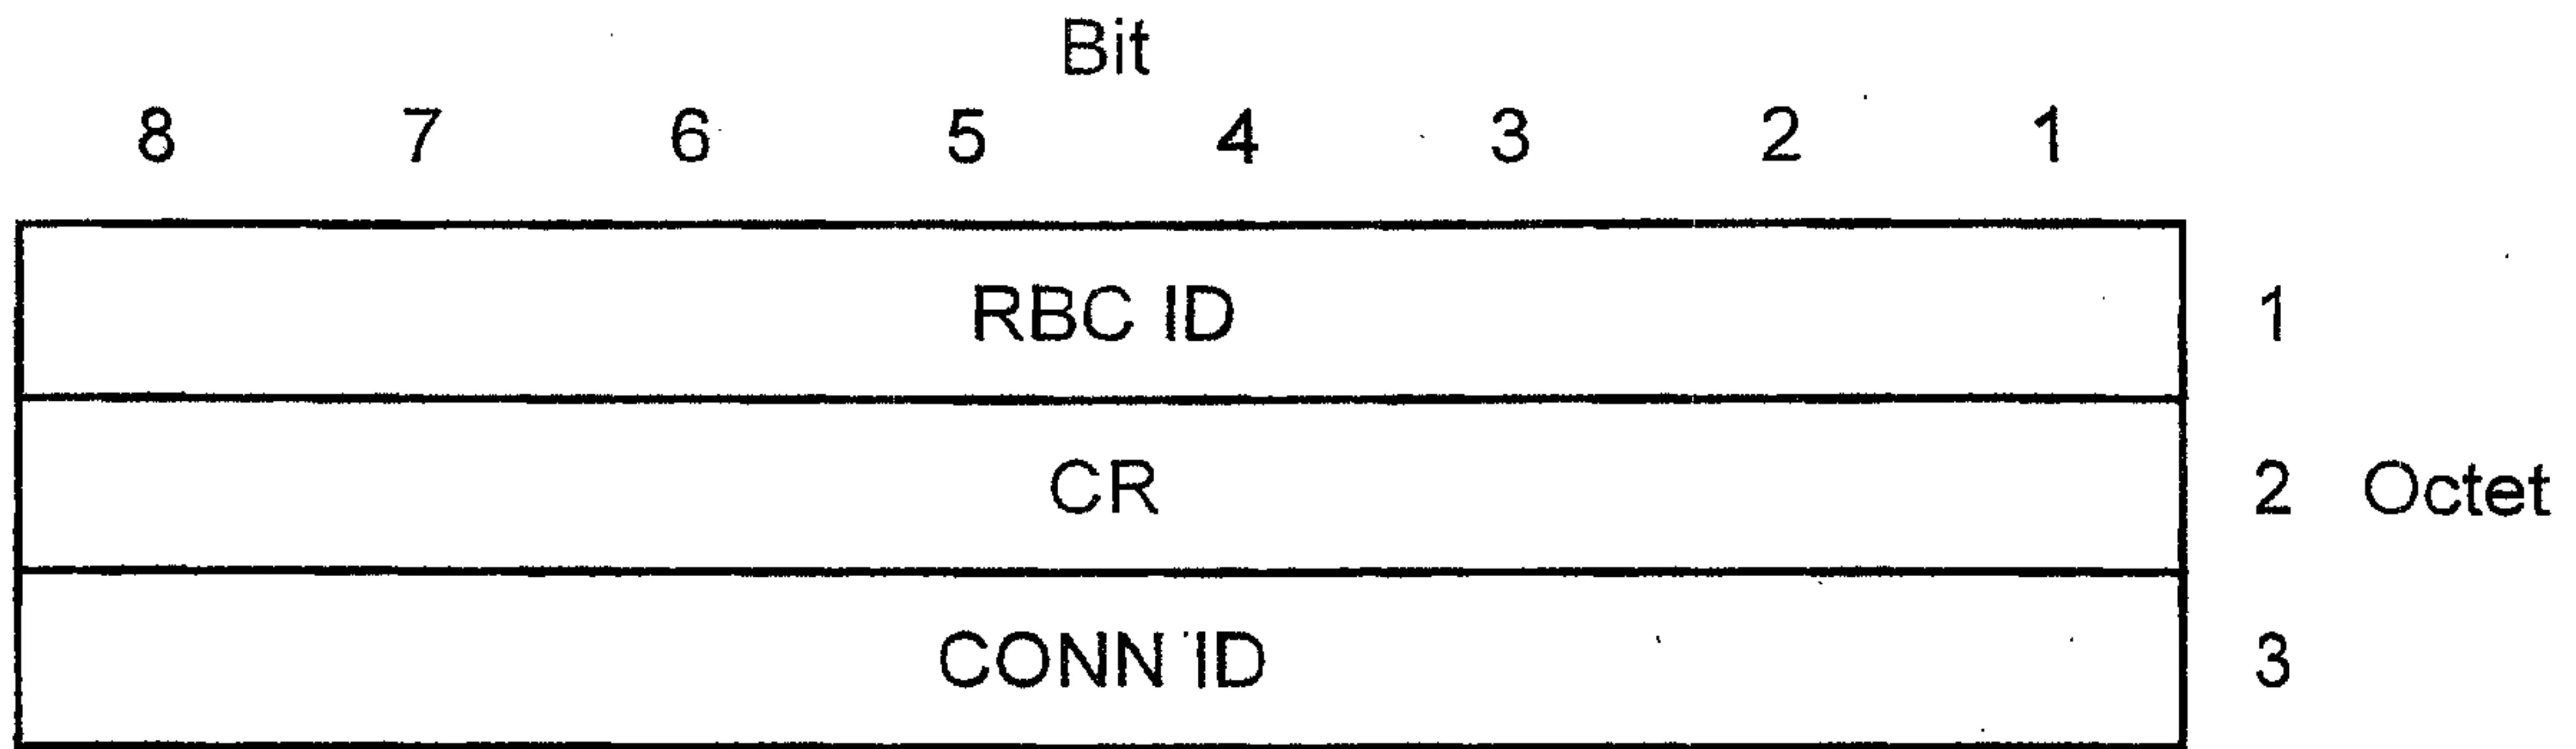 Bit
8 7 6 5 4 3 2 1
RBC ID 1
CR 2 Octet
CONN ID 3